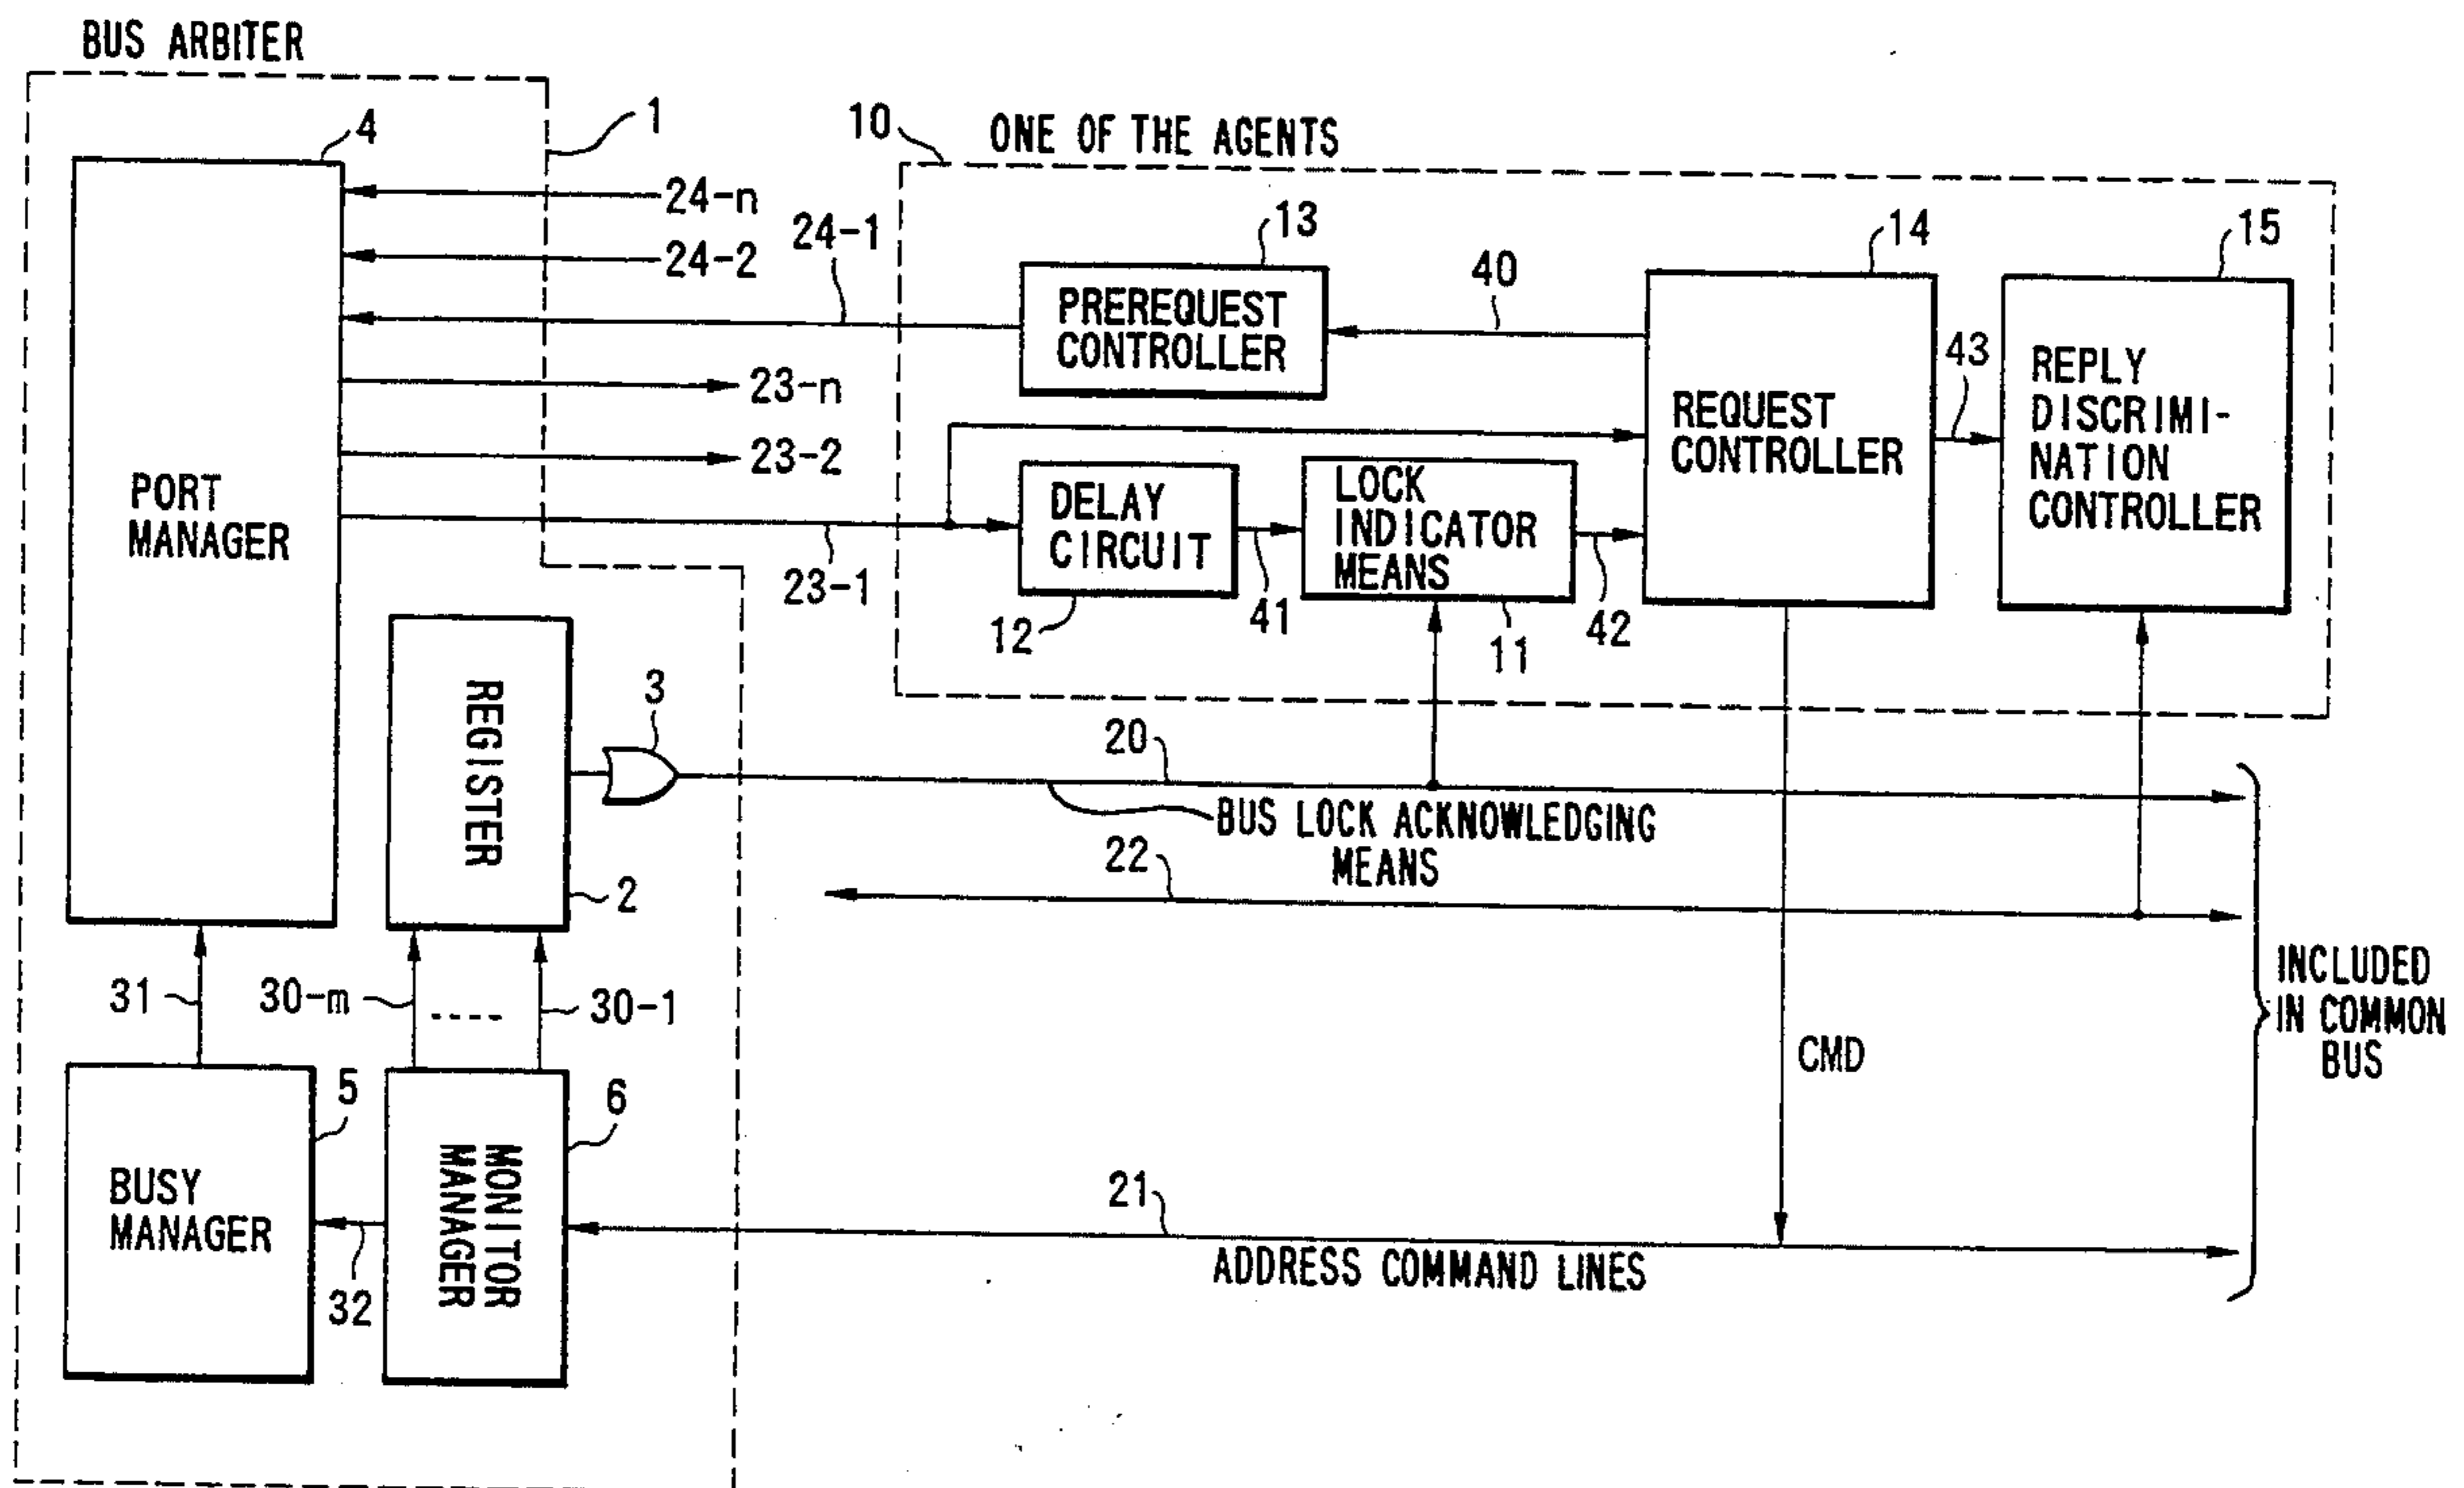 BUS ARBITER
1
4
24-n
24-2
24-1
23-n
23-2
23-1
PORT
MANAGER
10
ONE OF THE AGENTS
13
PREREQUEST
CONTROLLER
40
14
REQUEST
CONTROLLER
43
15
REPLY
DISCRIMI-
NATION
CONTROLLER
DELAY
CIRCUIT
12
41
LOCK
INDICATOR
MEANS
11
42
REGISTER
2
3
20
BUS LOCK ACKNOWLEDGING
MEANS
22
31
30-m
30-1
CMD
INCLUDED
IN COMMON
BUS
5
BUSY
MANAGER
32
6
MONITOR
MANAGER
21
ADDRESS COMMAND LINES